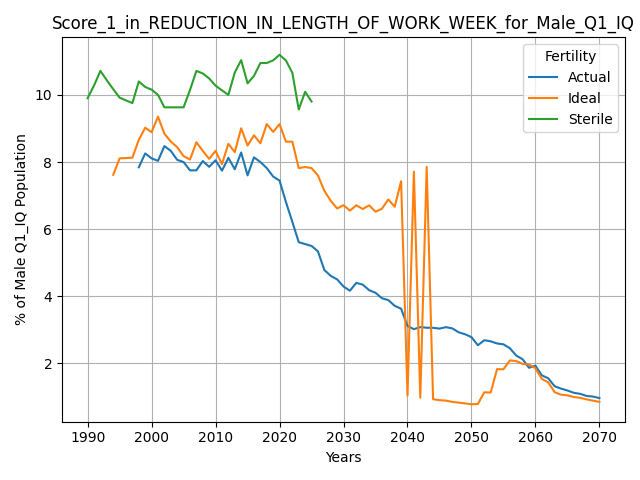 Score_1_in_REDUCTION_IN_LENGTH_OF_WORK_WEEK_for_Male_Q1_IQ
Fertility
Actual
Ideal
Sterile
% of Male Q1_IQ Population
10
8
6
4
2
1990 2000 2010 2020 2030 2040 2050 2060 2070
Years